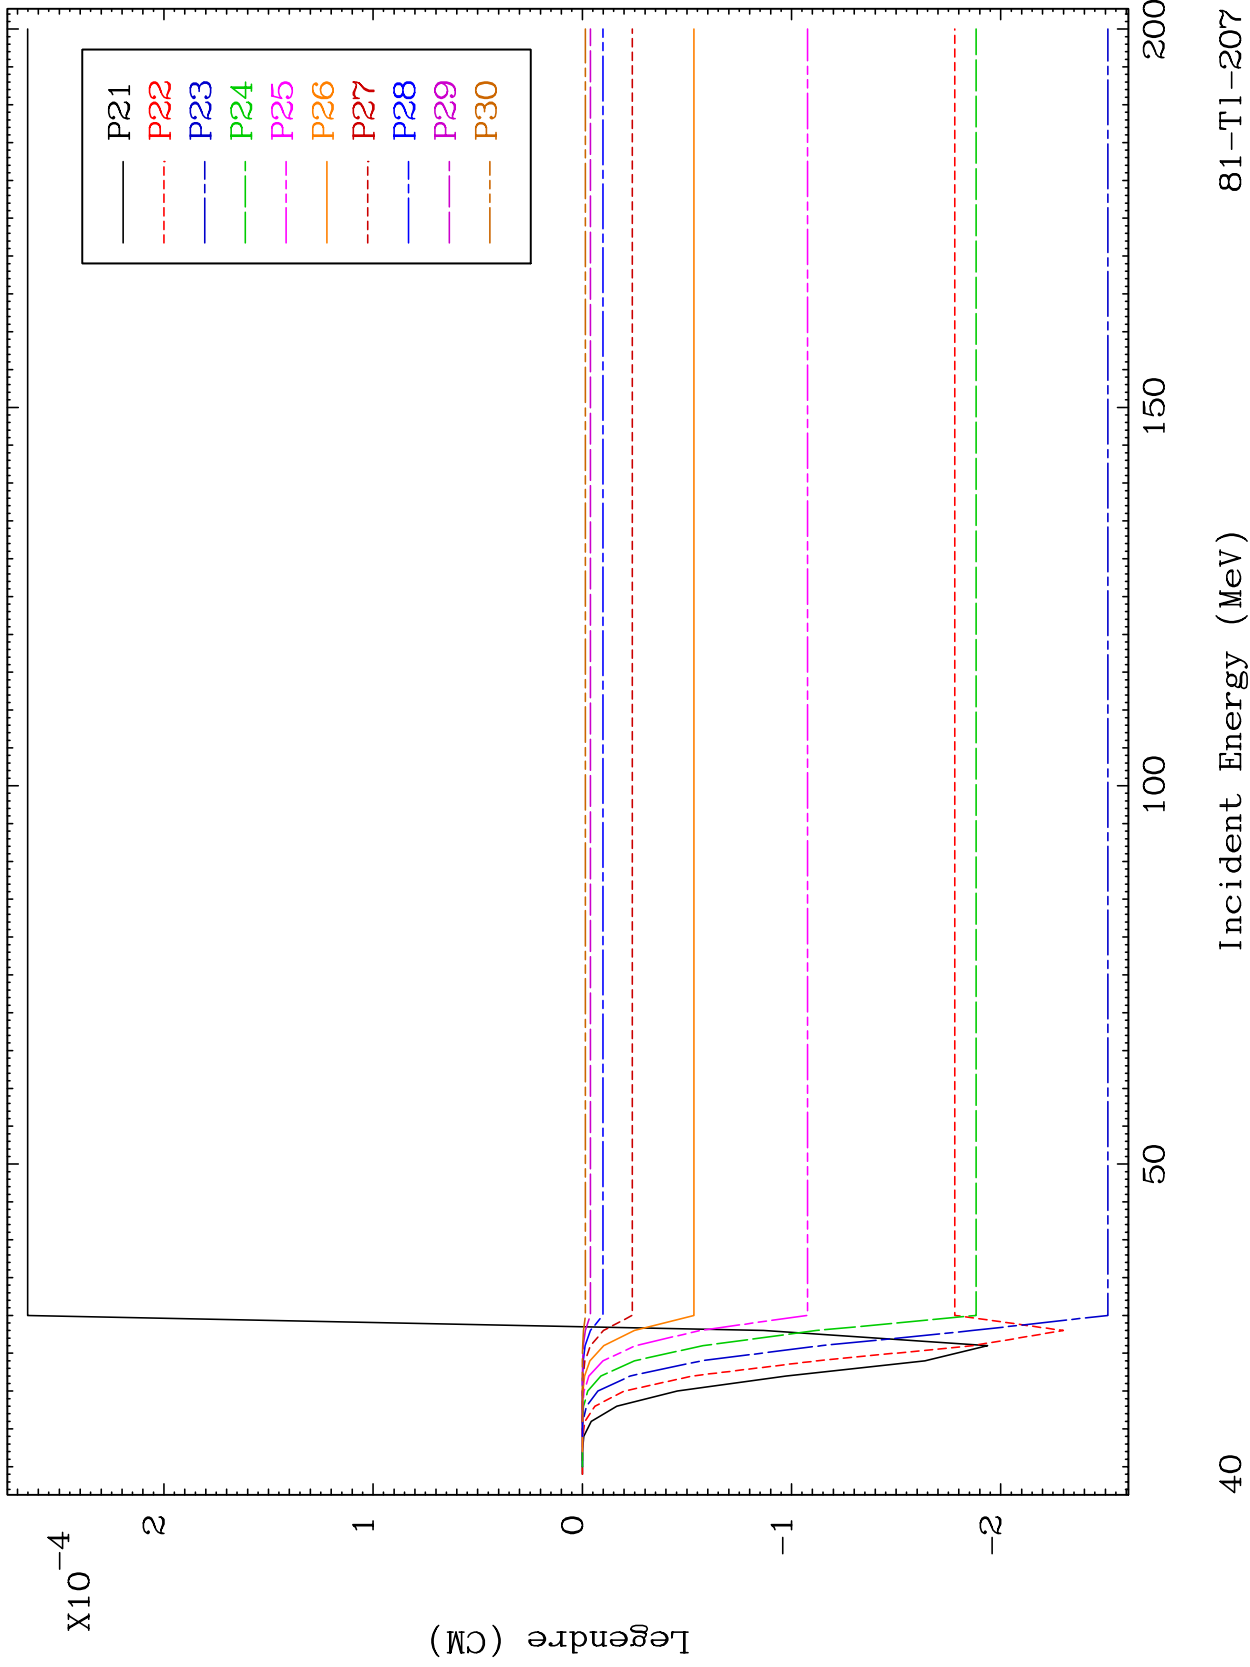 X10-4
2
1
0
-1
-2
Legendre (CM)
P21
P22
P23
P24
P25
P26
P27
P28
P29
P30
50
100
150
200
40
Incident Energy (MeV)
81-Tl-207